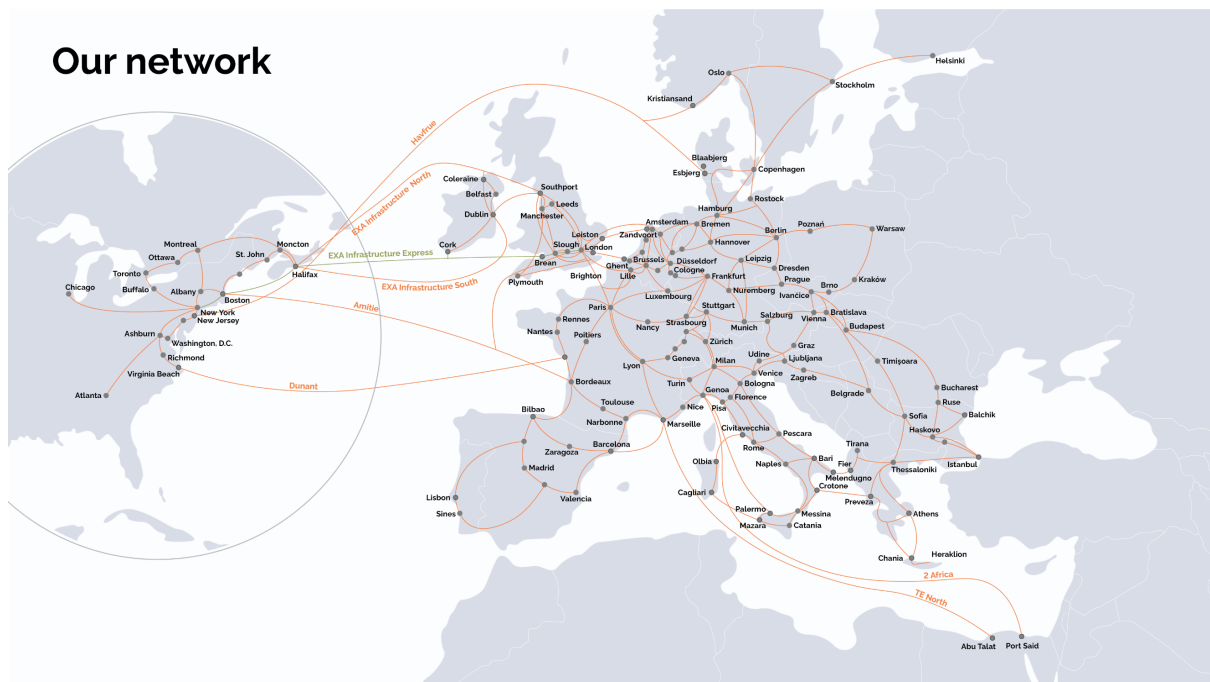 Our network
Helsinki
Oslo
Stockholm
Kristiansand
Havfrue
Blaabjerg
Esbjerg
Copenhagen
Coleraine
Southport
EXA Infrastructure North
Belfast
Leeds
Rostock
Dublin
Manchester
Hamburg
Amsterdam
Bremen
Poznań
Warsaw
Leiston
Zandvoort
Berlin
Montreal
Moncton
Cork
Slough
London
Hannover
St. John
EXA Infrastructure Express
Brean
Brussels
Düsseldorf
Leipzig
Ottawa
Ghent
Cologne
Dresden
Toronto
Halifax
Plymouth
Brighton
Lille
Frankfurt
Prague
Kraków
Chicago
Buffalo
Albany
EXA Infrastructure South
Luxembourg
Nuremberg
Ivančice
Brno
Boston
Amitie
Paris
Stuttgart
New York
New Jersey
Rennes
Nancy
Strasbourg
Munich
Salzburg
Vienna
Bratislava
Nantes
Poitiers
Budapest
Ashburn
Washington, D.C.
Zürich
Graz
Richmond
Geneva
Milan
Udine
Ljubljana
Timişoara
Virginia Beach
Lyon
Venice
Zagreb
Dunant
Bordeaux
Turin
Bologna
Bucharest
Atlanta
Genoa
Florence
Belgrade
Toulouse
Nice
Pisa
Ruse
Bilbao
Narbonne
Marseille
Sofia
Balchik
Civitavecchia
Pescara
Haskovo
Barcelona
Rome
Tirana
Zaragoza
Olbia
Naples
Bari
Fier
Istanbul
Madrid
Melendugno
Thessaloniki
Cagliari
Crotone
Lisbon
Valencia
Preveza
Sines
Palermo
Messina
Athens
Mazara
Catania
Chania
Heraklion
2 Africa
TE North
Abu Talat
Port Said